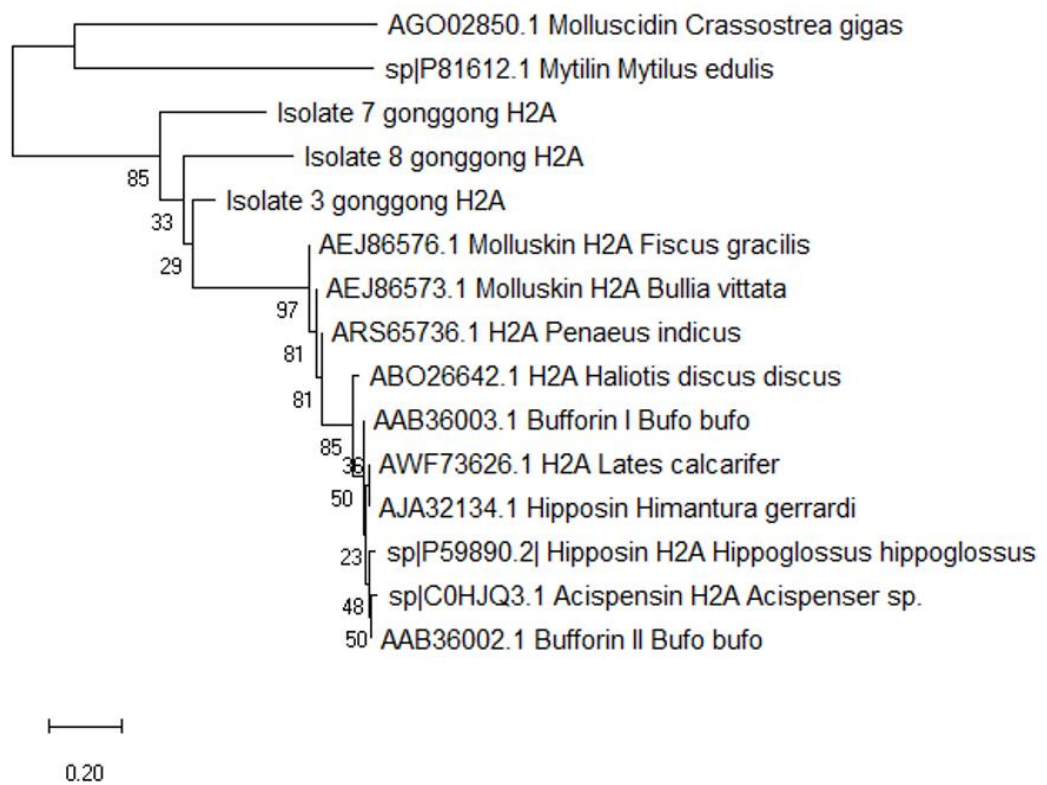 AGO02850.1 Molluscidin Crassostrea gigas
sp|P81612.1 Mytilin Mytilus edulis
Isolate 7 gonggong H2A
Isolate 8 gonggong H2A
85
Isolate 3 gonggong H2A
33
AEJ86576.1 Molluskin H2A Fiscus gracilis
29
AEJ86573.1 Molluskin H2A Bullia vittata
97
ARS65736.1 H2A Penaeus indicus
81
ABO26642.1 H2A Haliotis discus discus
81
AAB36003.1 Bufforin I Bufo bufo
85
36
AWF73626.1 H2A Lates calcarifer
50
AJA32134.1 Hipposin Himantura gerrardi
sp|P59890.2| Hipposin H2A Hippoglossus hippoglossus
23
sp|C0HJQ3.1 Acispensin H2A Acispenser sp.
48
50
AAB36002.1 Bufforin II Bufo bufo
0.20